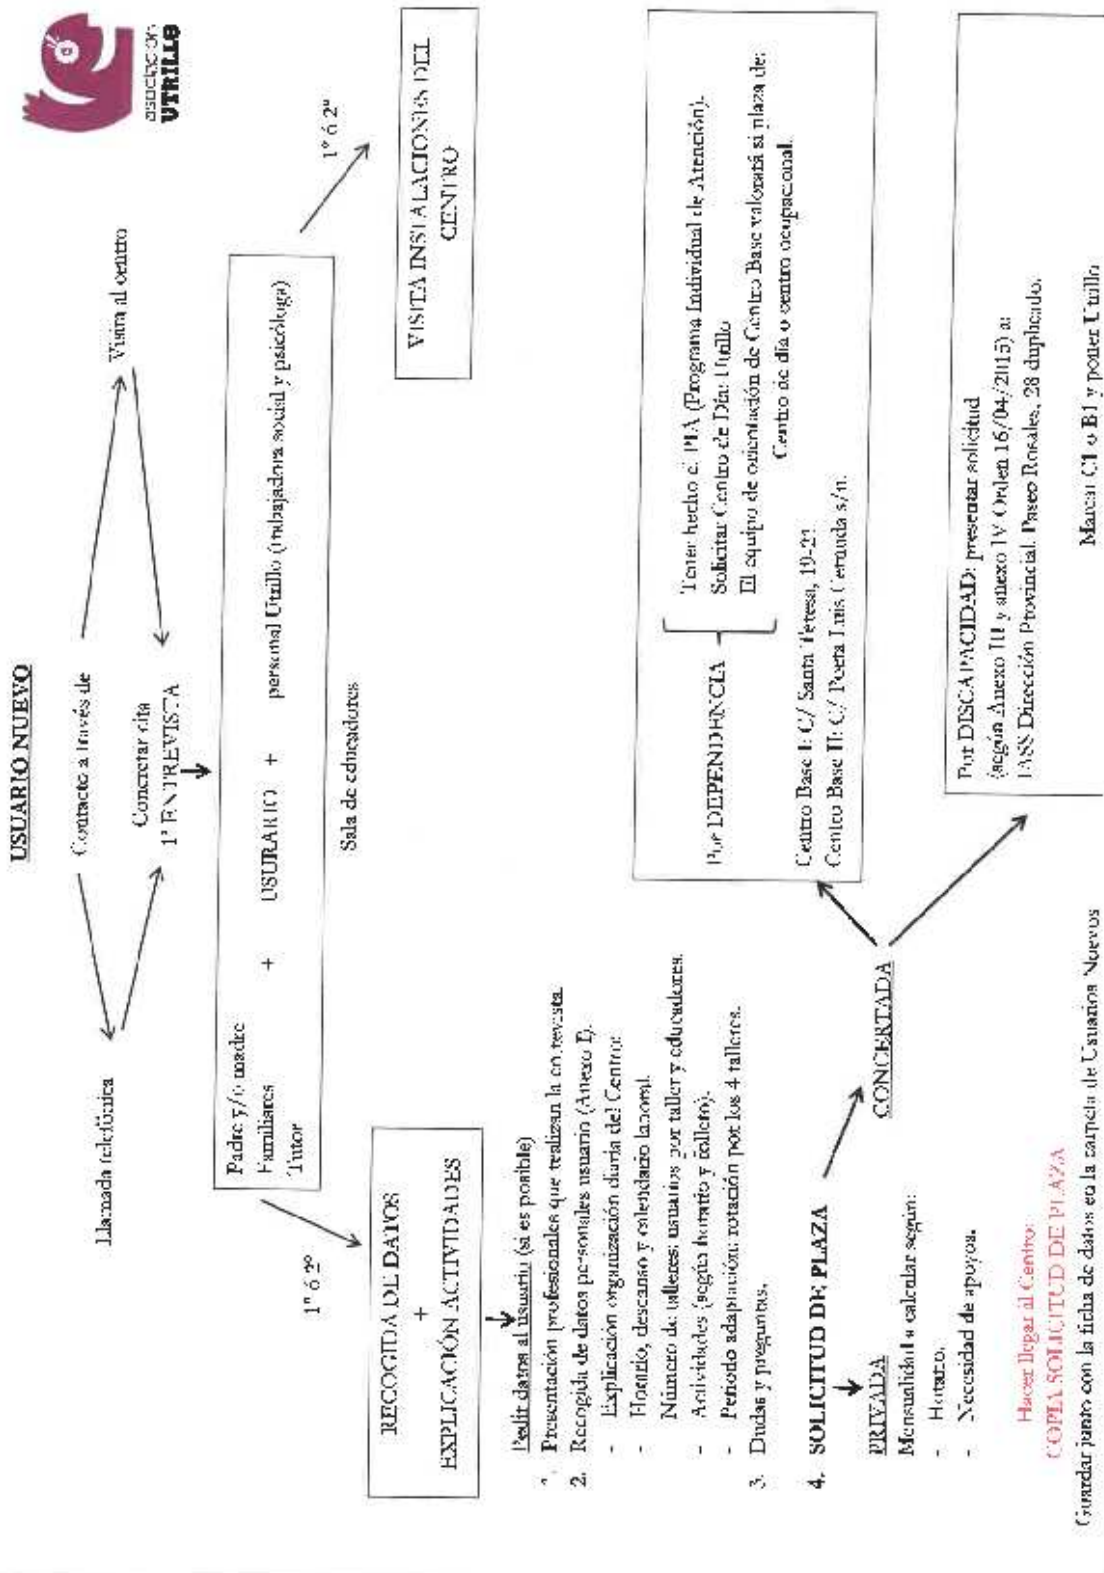 asociación
UTRILLO
USUARIO NUEVO
Contacto a través de
Llamada telefónica
Visita al centro
Concretar cita
1ª ENTREVISTA
Padre y/o madre
Familiares + USURARIO + personal Utrillo (trabajadora social y psicóloga)
Tutor
Sala de educadores
1º ó 2º
1º ó 2º
RECOGIDA DE DATOS
+
EXPLICACIÓN ACTIVIDADES
VISITA INSTALACIONES DEL
CENTRO
Pedir datos al usuario (si es posible)
1. Presentación profesionales que realizan la entrevista.
2. Recogida de datos personales usuario (Anexo I).
- Explicación organización diaria del Centro:
- Horario, descanso y calendario laboral.
Número de talleres: usuarios por taller y educadores.
- Actividades (según horario y folleto).
- Periodo adaptación: rotación por los 4 talleres.
3. Dudas y preguntas.
4. SOLICITUD DE PLAZA
PRIVADA
Mensualidad a calcular según:
- Horario.
- Necesidad de apoyos.
CONCERTADA
Por DEPENDENCIA
Tener hecho el PIA (Programa Individual de Atención).
Solicitar Centro de Día: Utrillo
El equipo de orientación de Centro Base valorará si plaza de:
Centro de día o centro ocupacional.
Centro Base I: C/ Santa Teresa, 19-21
Centro Base II: C/ Poeta Luis Cernuda s/n.
Por DISCAPACIDAD: presentar solicitud
(según Anexo III y anexo IV Orden 16/04/2015) a:
IASS Dirección Provincial. Paseo Rosales, 28 duplicado.
Marcar C1 o B1 y poner Utrillo
Hacer llegar al Centro:
COPIA SOLICITUD DE PLAZA
Guardar junto con la ficha de datos en la carpeta de Usuarios Nuevos